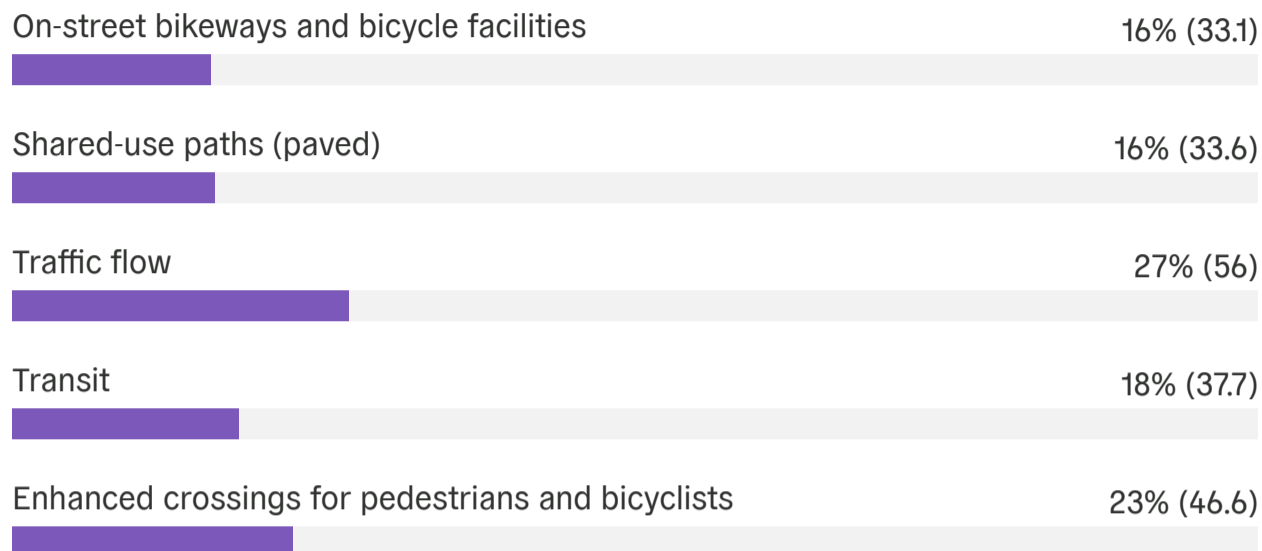 On-street bikeways and bicycle facilities 16% (33.1)
Shared-use paths (paved) 16% (33.6)
Traffic flow 27% (56)
Transit 18% (37.7)
Enhanced crossings for pedestrians and bicyclists 23% (46.6)